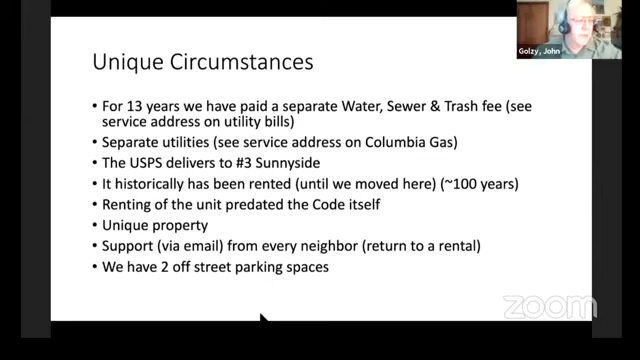 Golzy, John
Unique Circumstances
• For 13 years we have paid a separate Water, Sewer & Trash fee (see
service address on utility bills)
• Separate utilities (see service address on Columbia Gas)
• The USPS delivers to #3 Sunnyside
• It historically has been rented (until we moved here) (~100 years)
• Renting of the unit predated the Code itself
• Unique property
• Support (via email) from every neighbor (return to a rental)
• We have 2 off street parking spaces
zoom